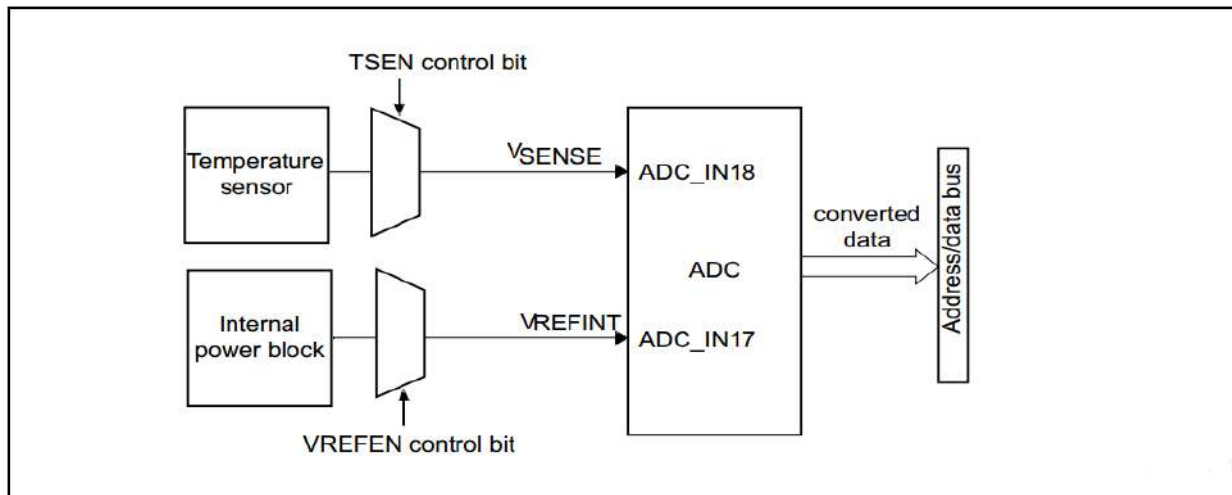 TSEN control bit
Temperature
sensor
VSENSE
ADC_IN18
converted
data
Address/data bus
ADC
Internal
power block
VREFINT
ADC_IN17
VREFEN control bit